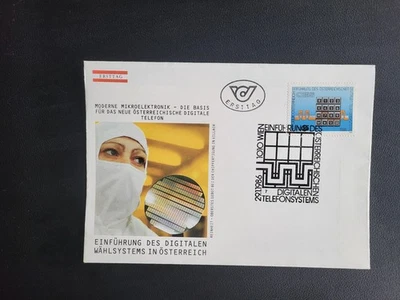 ERSTTAG
ERSTTAG
MODERNE MIKROELEKTRONIK - DIE BASIS
FÜR DAS NEUE ÖSTERREICHISCHE DIGITALE
TELEFON
EINFÜHRUNG DES DIGITALEN
WÄHLSYSTEMS IN ÖSTERREICH
1010 WIEN
EINFÜHRUNG DES
ÖSTERREICHISCHEN
DIGITALEN
TELEFONSYSTEMS